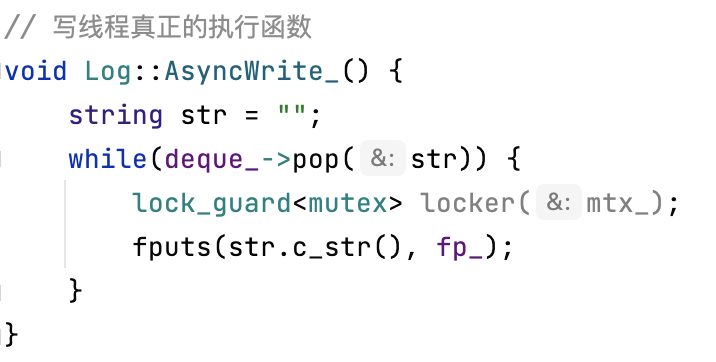 // 写线程真正的执行函数
void Log::AsyncWrite_() {
    string str = "";
    while(deque_->pop( &: str)) {
        lock_guard<mutex> locker( &: mtx_);
        fputs(str.c_str(), fp_);
    }
}